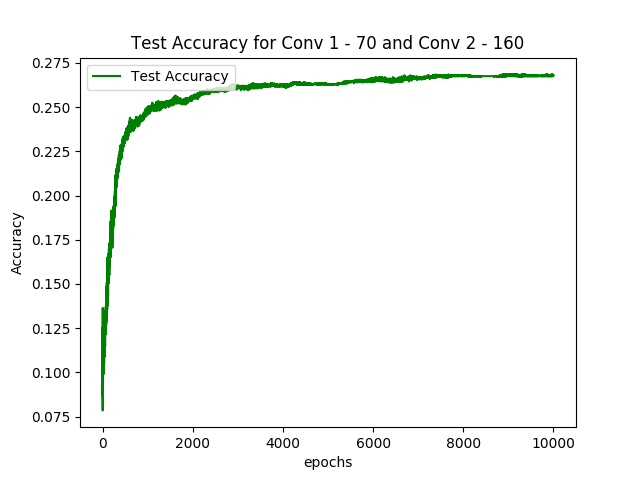 Test Accuracy for Conv 1 - 70 and Conv 2 - 160
Test Accuracy
Accuracy
0.275
0.250
0.225
0.200
0.175
0.150
0.125
0.100
0.075
0 2000 4000 6000 8000 10000
epochs